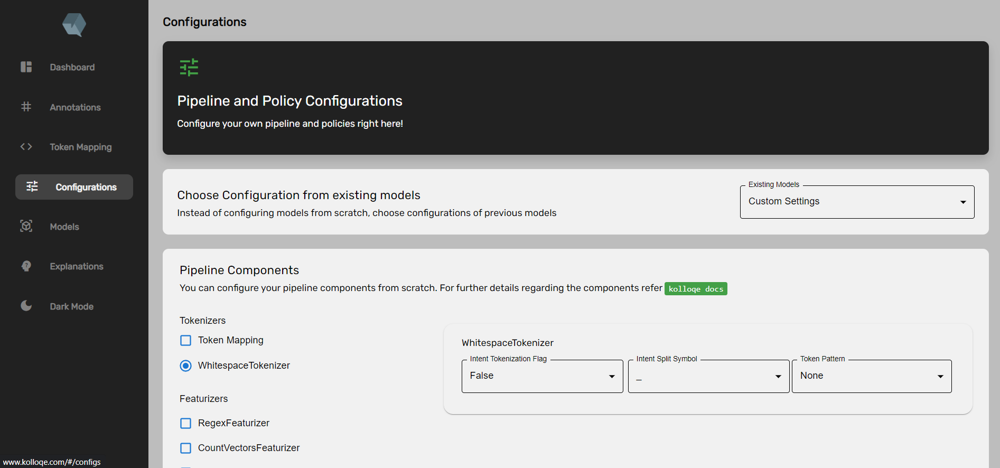 Configurations
Dashboard
Annotations
Token Mapping
Configurations
Models
Explanations
Dark Mode
Pipeline and Policy Configurations
Configure your own pipeline and policies right here!
Choose Configuration from existing models
Instead of configuring models from scratch, choose configurations of previous models
Existing Models
Custom Settings
Pipeline Components
You can configure your pipeline components from scratch. For further details regarding the components refer kolloqe docs
Tokenizers
Token Mapping
WhitespaceTokenizer
WhitespaceTokenizer
Intent Tokenization Flag
False
Intent Split Symbol
_
Token Pattern
None
Featurizers
RegexFeaturizer
CountVectorsFeaturizer
www.kolloqe.com/#/configs